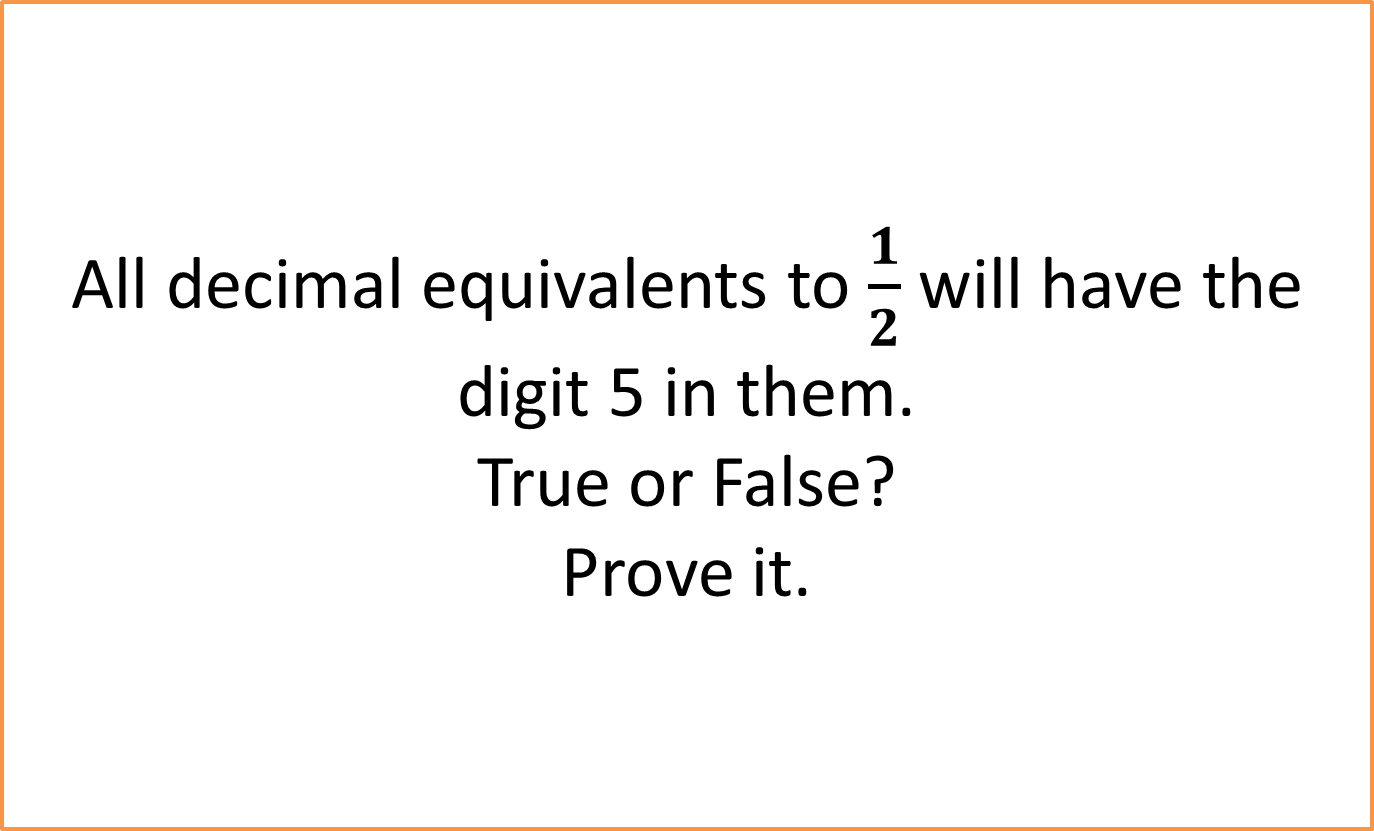 All decimal equivalents to 1/2 will have the
digit 5 in them.
True or False?
Prove it.